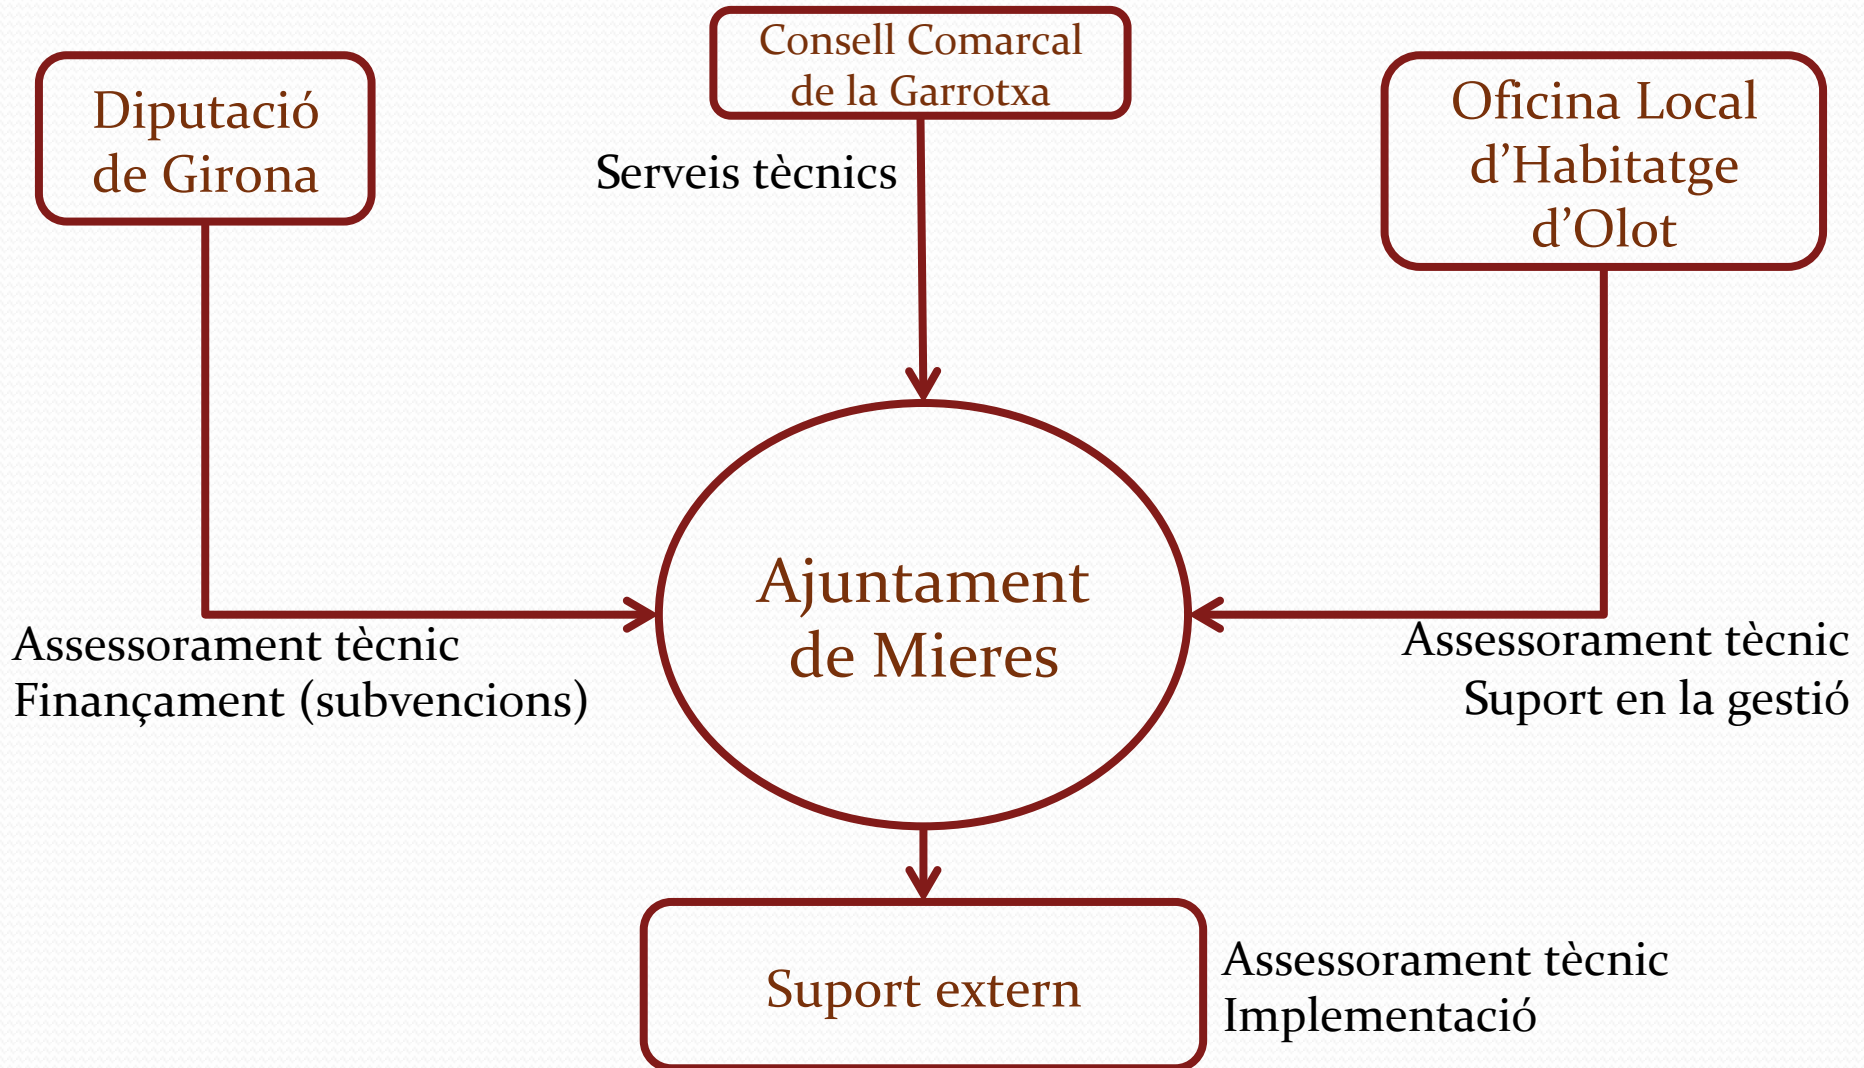 Consell Comarcal
de la Garrotxa
Diputació
de Girona
Oficina Local
d’Habitatge
d’Olot
Serveis tècnics
Ajuntament
de Mieres
Assessorament tècnic
Finançament (subvencions)
Assessorament tècnic
Suport en la gestió
Suport extern
Assessorament tècnic
Implementació